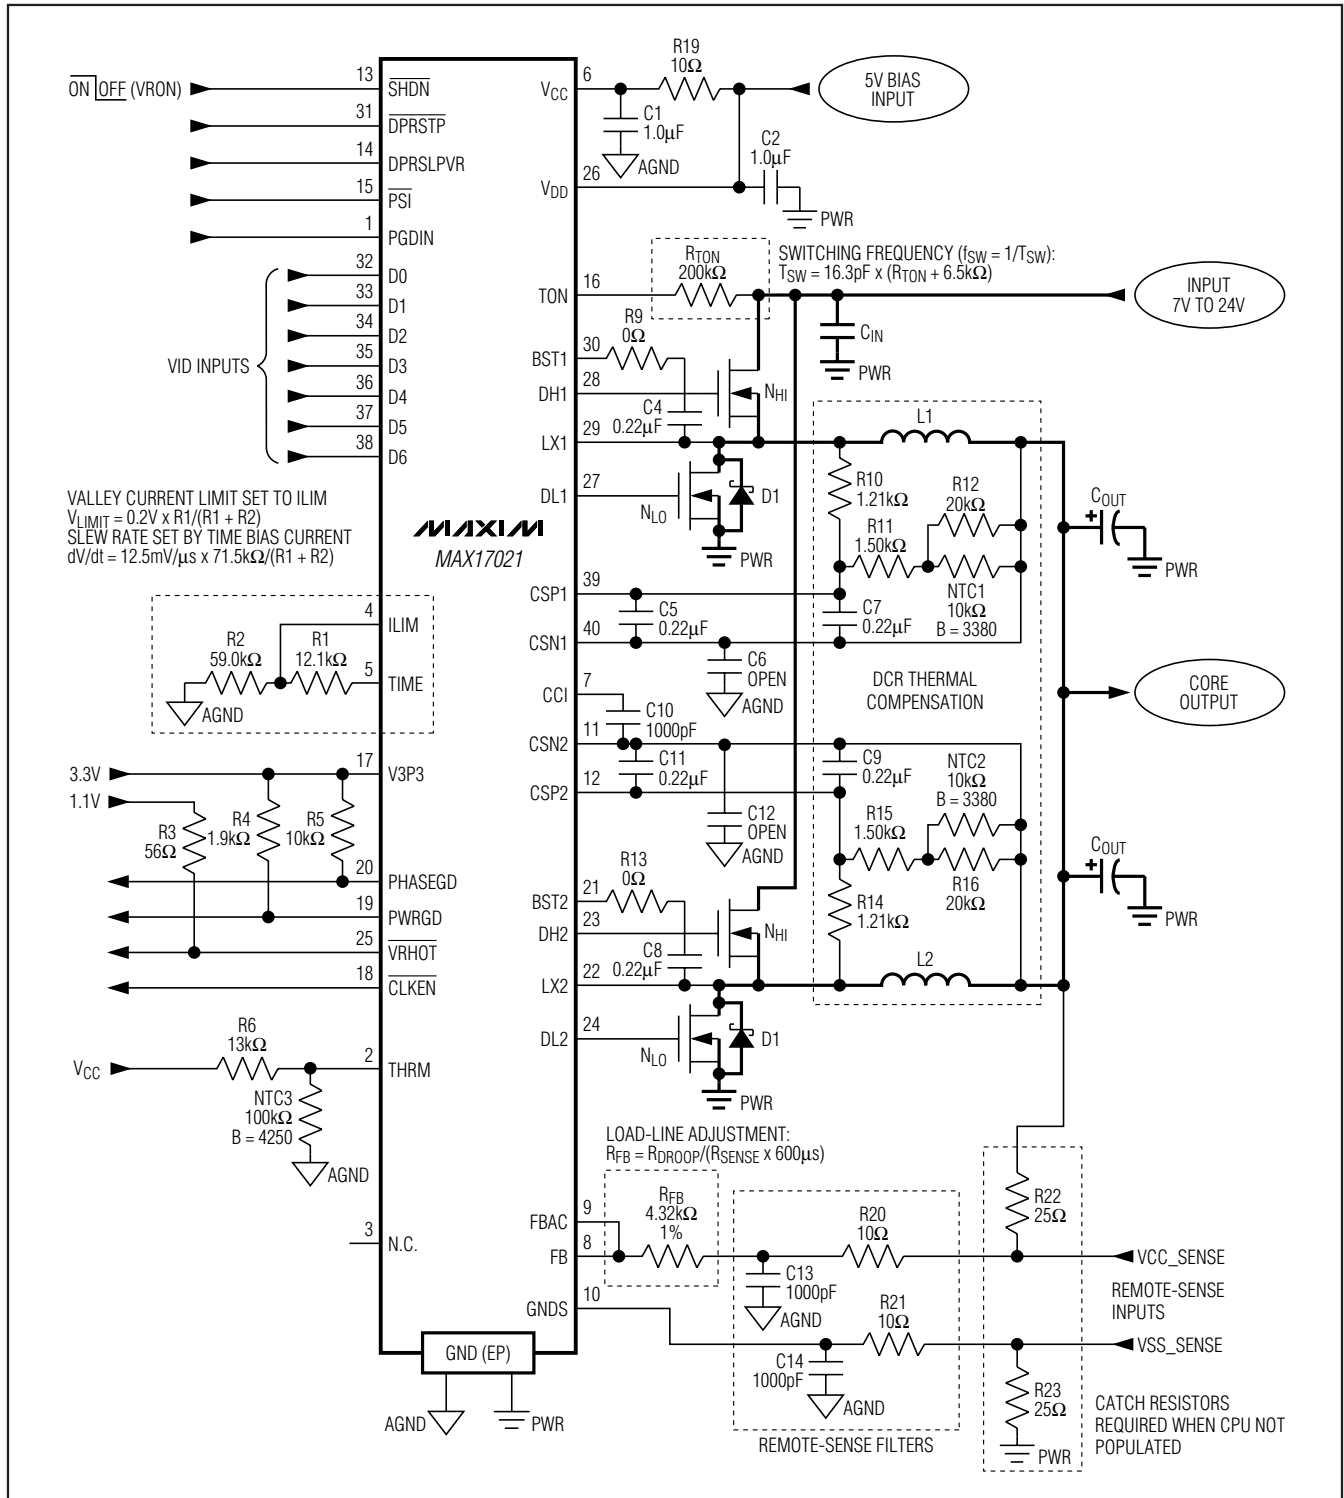 ON OFF (VRON)
13
SHDN
31
DPRSTP
14
DPRSLPVR
15
PSI
1
PGDIN
32
D0
33
D1
34
D2
35
D3
36
D4
37
D5
38
D6
VID INPUTS
VALLEY CURRENT LIMIT SET TO ILIM
VLIMIT = 0.2V x R1/(R1 + R2)
SLEW RATE SET BY TIME BIAS CURRENT
dV/dt = 12.5mV/μs x 71.5kΩ/(R1 + R2)
MAXIM
MAX17021
4
ILIM
R2
59.0kΩ
R1
12.1kΩ
5
TIME
AGND
3.3V
17
V3P3
1.1V
R3
56Ω
R4
1.9kΩ
R5
10kΩ
20
PHASEGD
19
PWRGD
25
VRHOT
18
CLKEN
VCC
R6
13kΩ
2
THRM
NTC3
100kΩ
B = 4250
AGND
3
N.C.
GND (EP)
AGND
PWR
VCC
6
R19
10Ω
5V BIAS
INPUT
C1
1.0μF
AGND
C2
1.0μF
VDD
26
PWR
RTON
200kΩ
SWITCHING FREQUENCY (fSW = 1/TSW):
TSW = 16.3pF x (RTON + 6.5kΩ)
TON
16
INPUT
7V TO 24V
R9
0Ω
CIN
PWR
BST1
30
DH1
28
NHI
C4
0.22μF
LX1
29
L1
DL1
27
NLO
D1
PWR
R10
1.21kΩ
R12
20kΩ
R11
1.50kΩ
NTC1
10kΩ
B = 3380
COUT
+
PWR
CSP1
39
C5
0.22μF
C7
0.22μF
CSN1
40
C6
OPEN
AGND
DCR THERMAL
COMPENSATION
CORE
OUTPUT
CCI
7
C10
1000pF
CSN2
11
C11
0.22μF
C9
0.22μF
NTC2
10kΩ
B = 3380
CSP2
12
C12
OPEN
AGND
R15
1.50kΩ
R16
20kΩ
R14
1.21kΩ
COUT
+
PWR
R13
0Ω
BST2
21
DH2
23
NHI
C8
0.22μF
LX2
22
L2
DL2
24
NLO
D1
PWR
LOAD-LINE ADJUSTMENT:
RFB = RDROOP/(RSENSE x 600μs)
RFB
4.32kΩ
1%
FBAC
9
FB
8
R20
10Ω
R22
25Ω
VCC_SENSE
C13
1000pF
AGND
REMOTE-SENSE
INPUTS
GNDS
10
R21
10Ω
VSS_SENSE
C14
1000pF
AGND
R23
25Ω
PWR
REMOTE-SENSE FILTERS
CATCH RESISTORS
REQUIRED WHEN CPU NOT
POPULATED